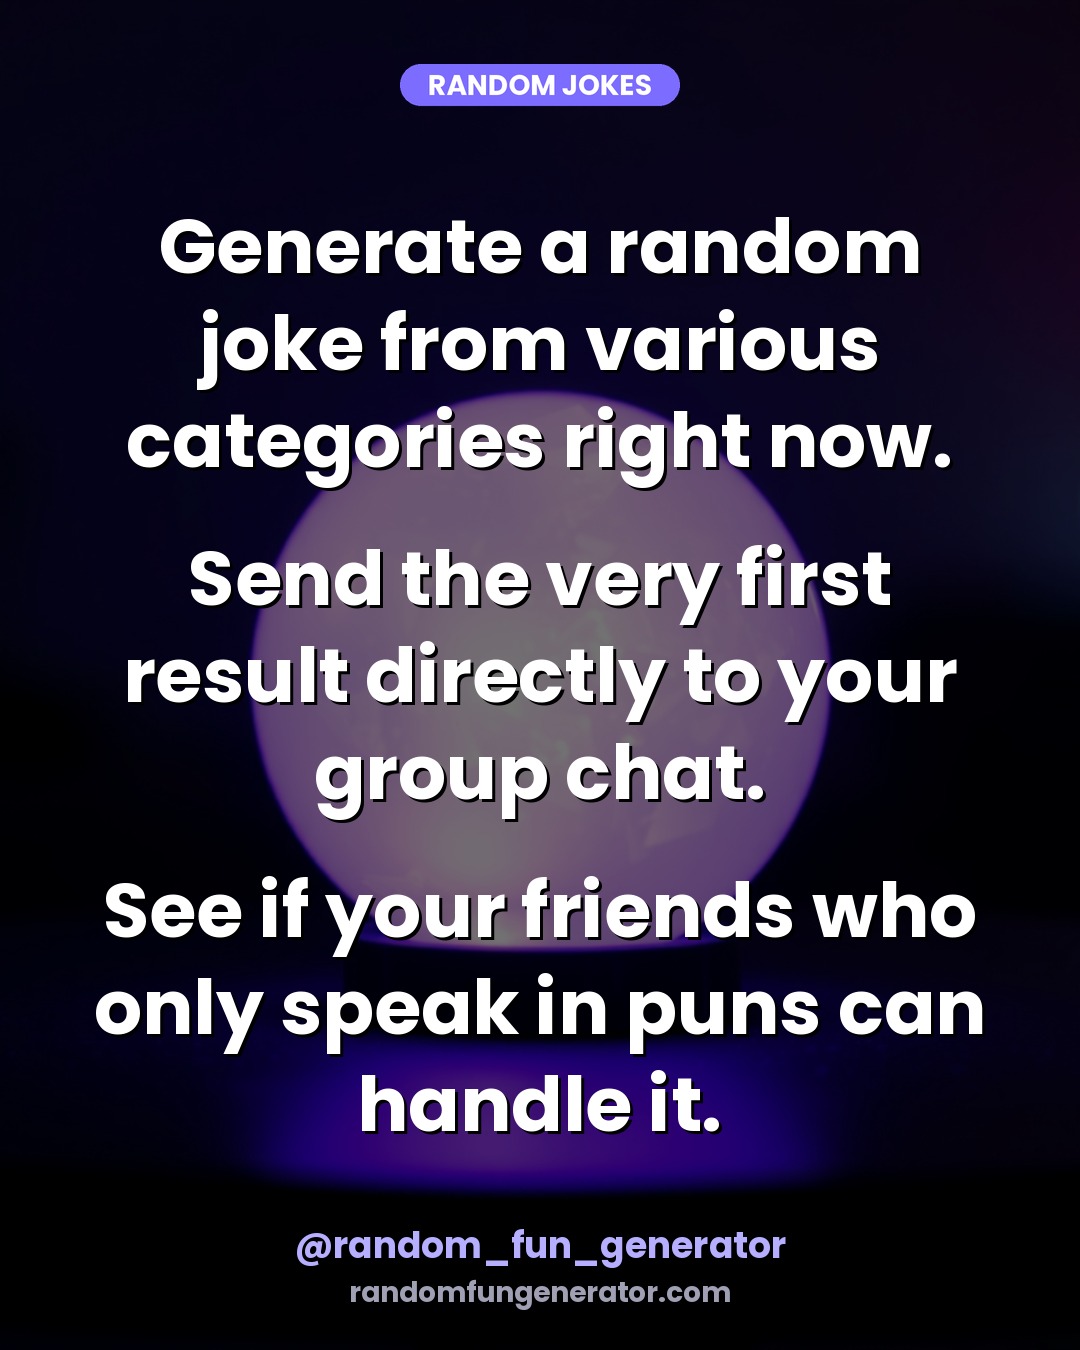 RANDOM JOKES
Generate a random
joke from various
categories right now.
Send the very first
result directly to your
group chat.
See if your friends who
only speak in puns can
handle it.
@random_fun_generator
randomfungenerator.com